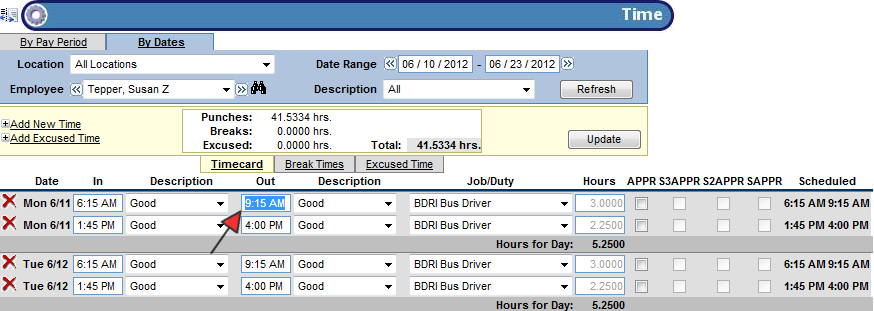 Time
By Pay Period By Dates
Location All Locations Date Range 06 / 10 / 2012 - 06 / 23 / 2012
Employee Tepper, Susan Z Description All Refresh
Add New Time
Add Excused Time
Punches: 41.5334 hrs.
Breaks: 0.0000 hrs.
Excused: 0.0000 hrs. Total: 41.5334 hrs.
Update
Timecard Break Times Excused Time
Date In Description Out Description Job/Duty Hours APPR S3APPR S2APPR SAPPR Scheduled
Mon 6/11 6:15 AM Good 9:15 AM Good BDRI Bus Driver 3.0000 6:15 AM 9:15 AM
Mon 6/11 1:45 PM Good 4:00 PM Good BDRI Bus Driver 2.2500 1:45 PM 4:00 PM
Hours for Day: 5.2500
Tue 6/12 6:15 AM Good 9:15 AM Good BDRI Bus Driver 3.0000 6:15 AM 9:15 AM
Tue 6/12 1:45 PM Good 4:00 PM Good BDRI Bus Driver 2.2500 1:45 PM 4:00 PM
Hours for Day: 5.2500